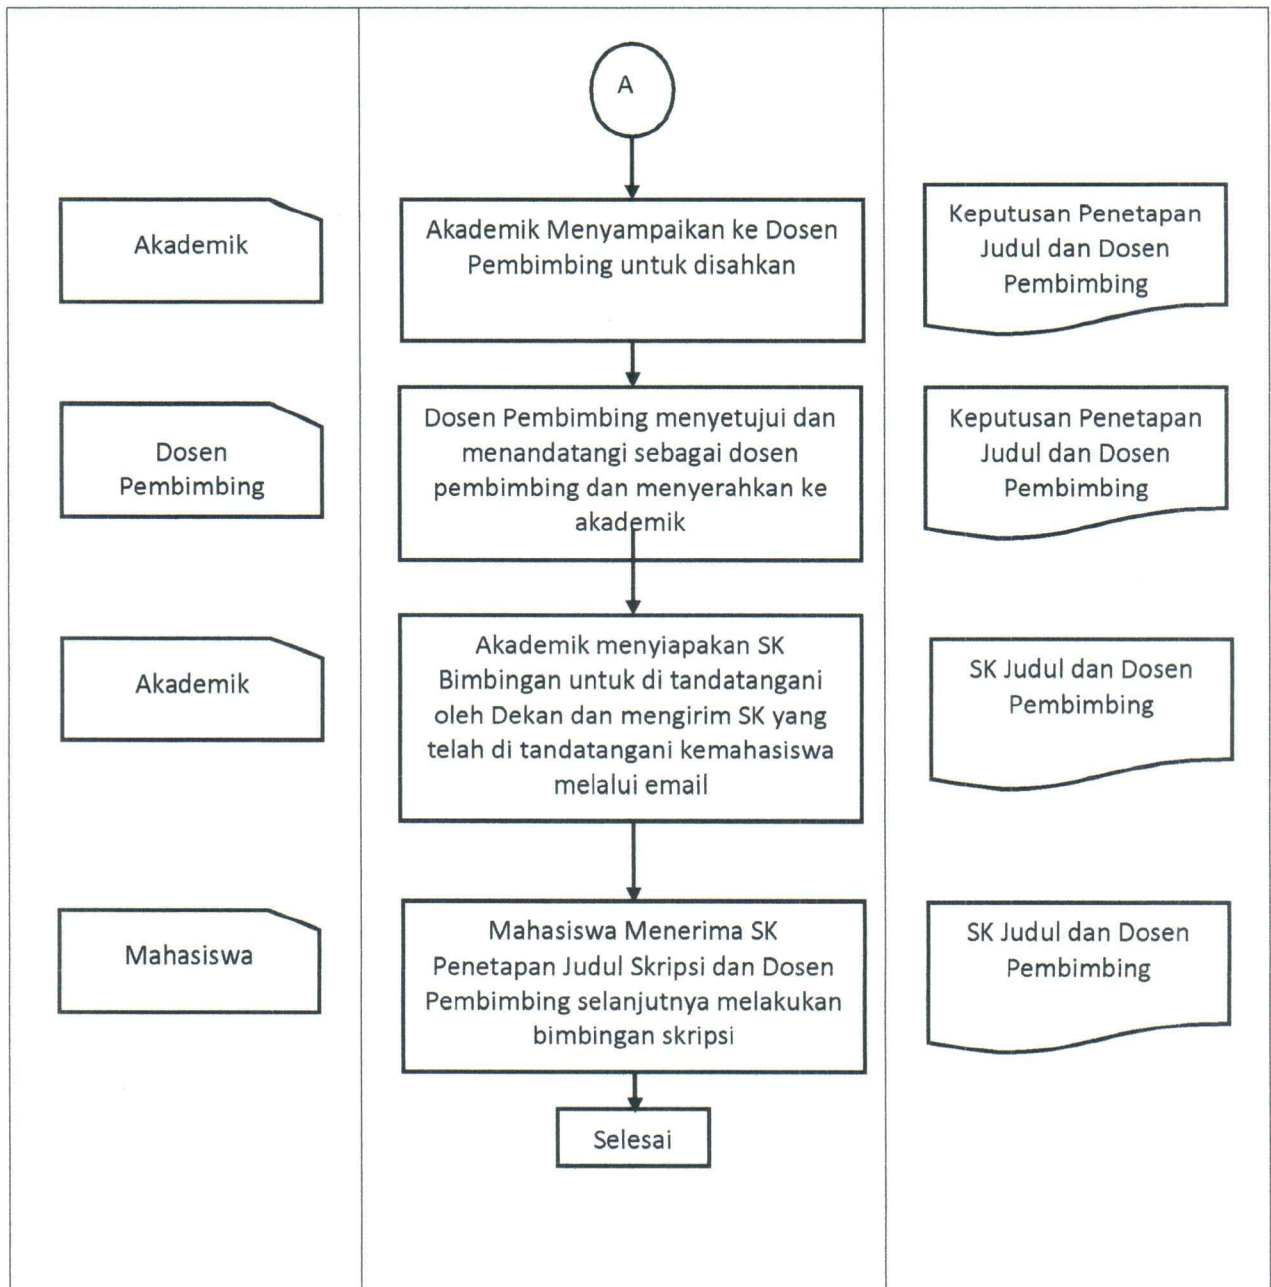 A
Akademik
Akademik Menyampaikan ke Dosen
Pembimbing untuk disahkan
Keputusan Penetapan
Judul dan Dosen
Pembimbing
Dosen
Pembimbing
Dosen Pembimbing menyetujui dan
menandatangi sebagai dosen
pembimbing dan menyerahkan ke
akademik
Keputusan Penetapan
Judul dan Dosen
Pembimbing
Akademik
Akademik menyiapakan SK
Bimbingan untuk di tandatangani
oleh Dekan dan mengirim SK yang
telah di tandatangani kemahasiswa
melalui email
SK Judul dan Dosen
Pembimbing
Mahasiswa
Mahasiswa Menerima SK
Penetapan Judul Skripsi dan Dosen
Pembimbing selanjutnya melakukan
bimbingan skripsi
SK Judul dan Dosen
Pembimbing
Selesai